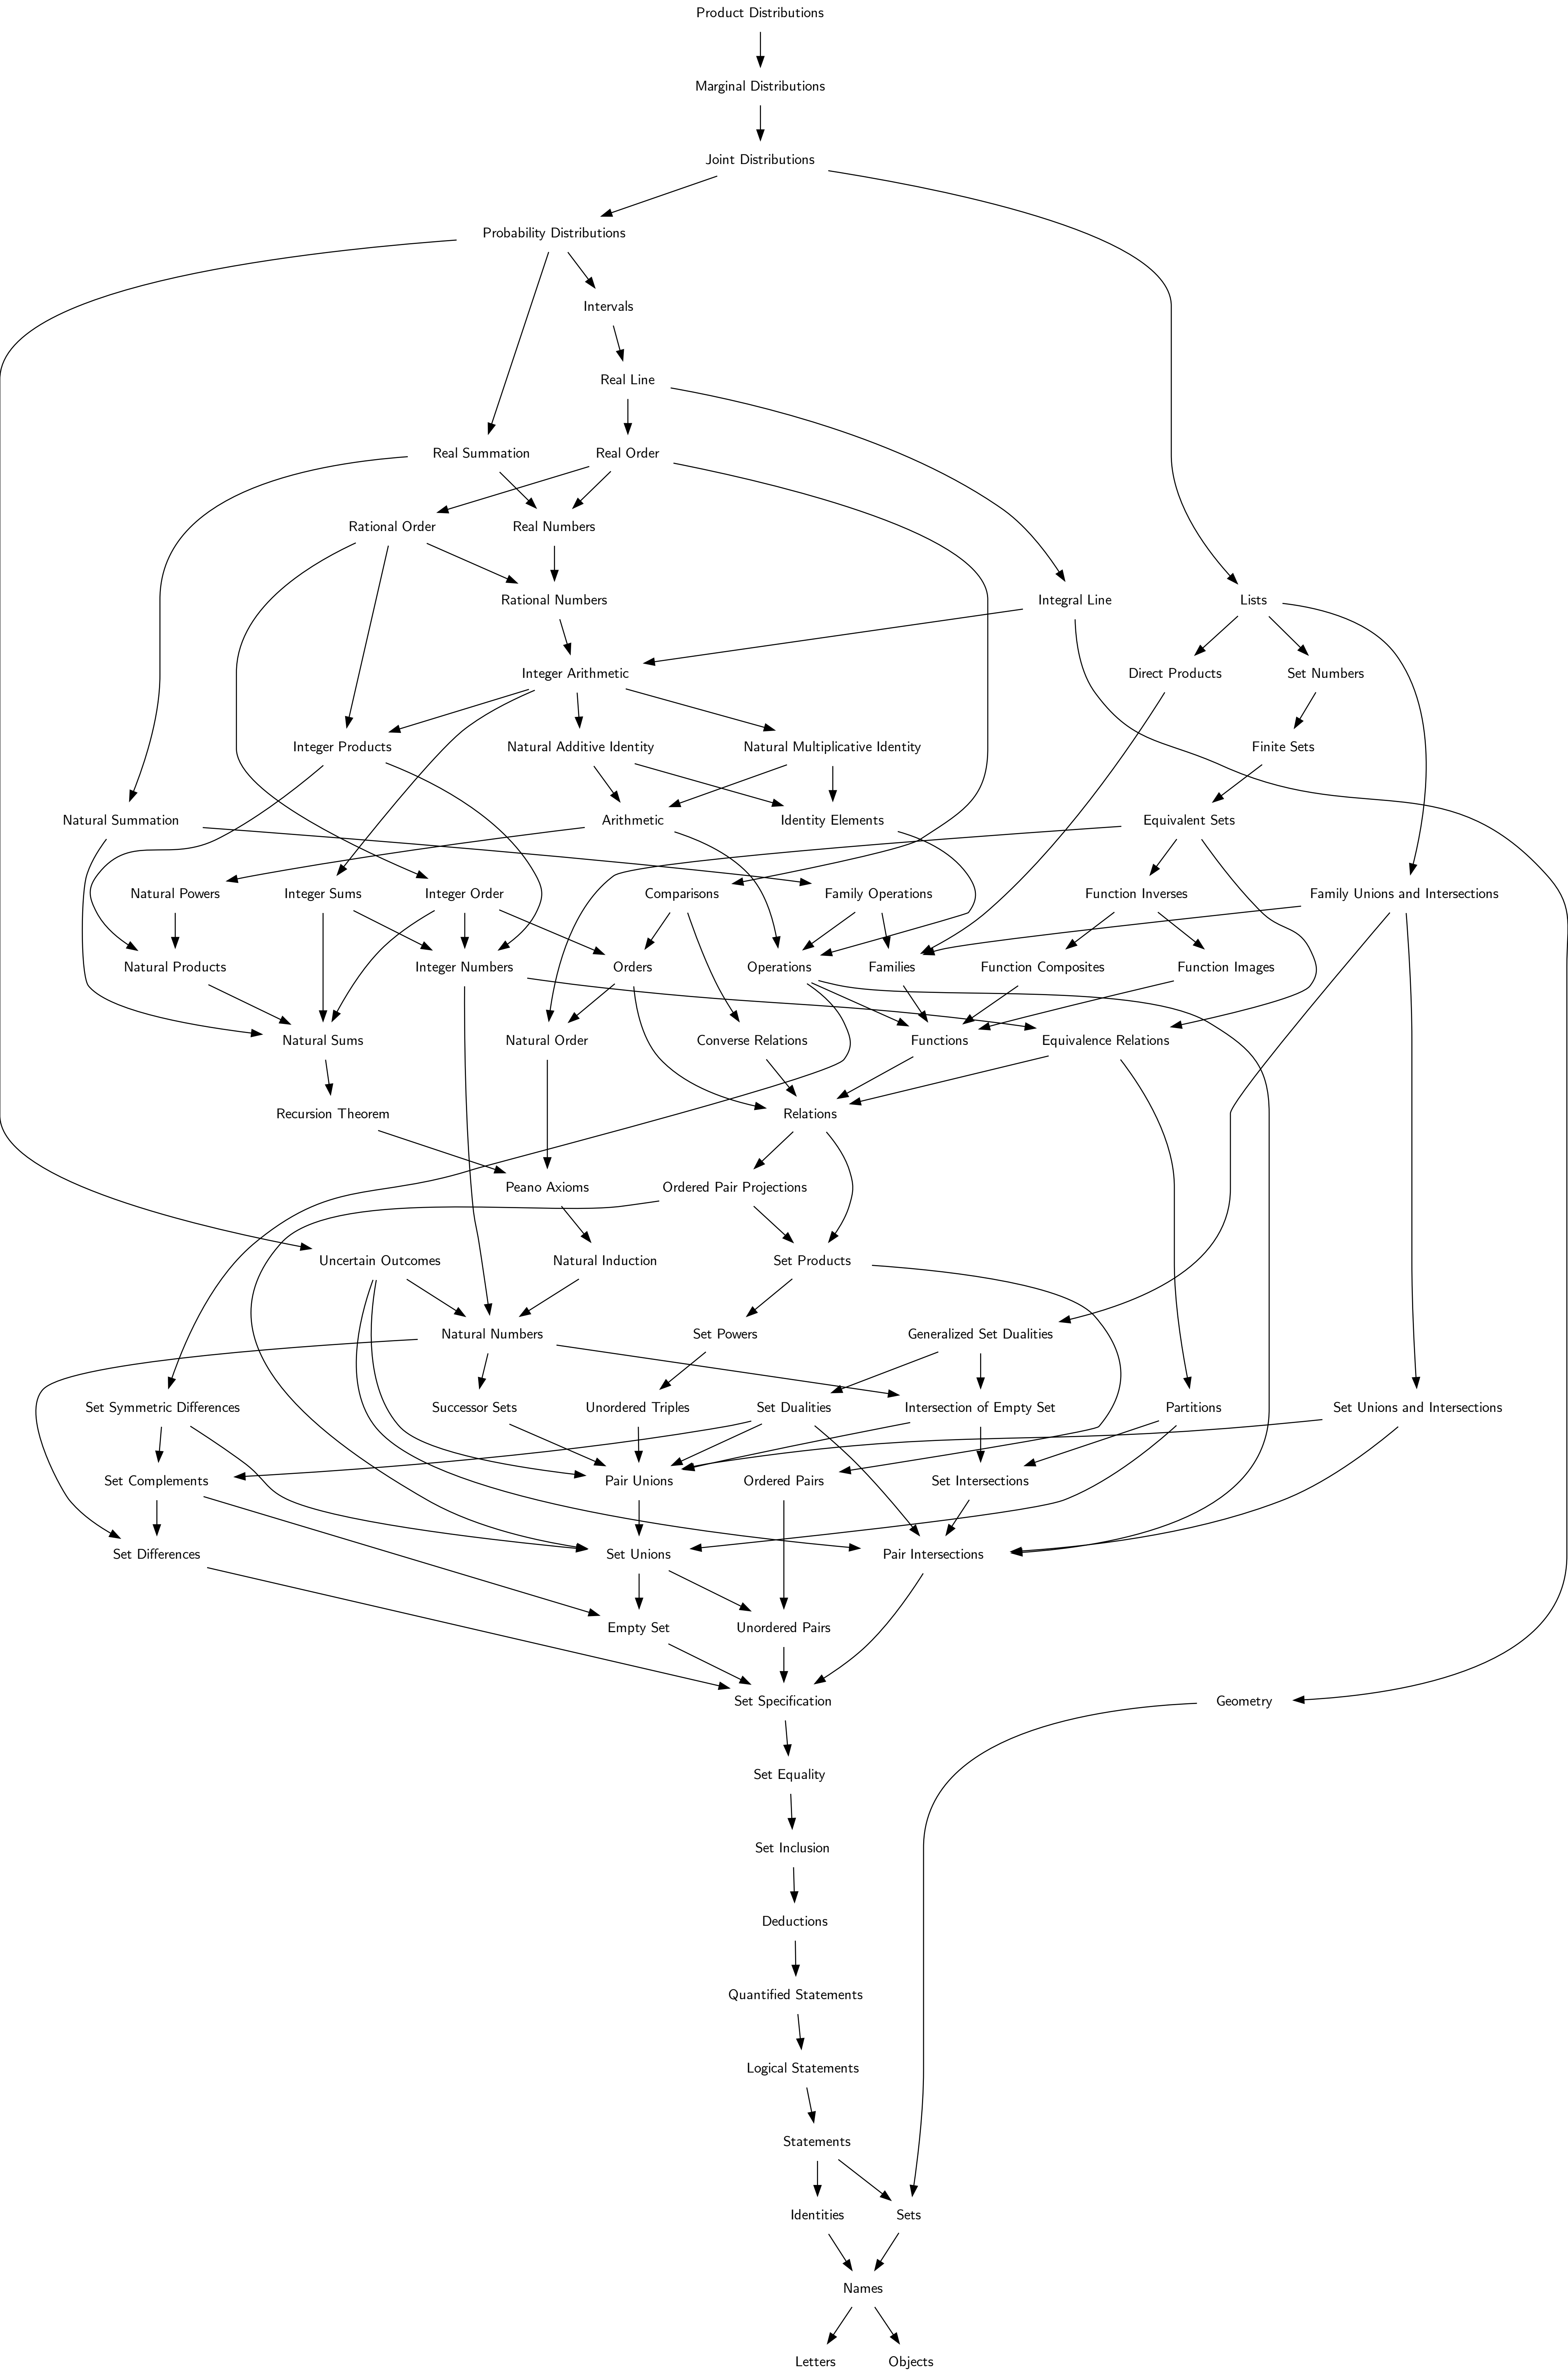 Product Distributions
Marginal Distributions
Joint Distributions
Probability Distributions
Intervals
Real Line
Real Summation
Real Order
Rational Order
Real Numbers
Rational Numbers
Integral Line
Lists
Integer Arithmetic
Direct Products
Set Numbers
Integer Products
Natural Additive Identity
Natural Multiplicative Identity
Finite Sets
Natural Summation
Arithmetic
Identity Elements
Equivalent Sets
Natural Powers
Integer Sums
Integer Order
Comparisons
Family Operations
Function Inverses
Family Unions and Intersections
Natural Products
Integer Numbers
Orders
Operations
Families
Function Composites
Function Images
Natural Sums
Natural Order
Converse Relations
Functions
Equivalence Relations
Recursion Theorem
Relations
Peano Axioms
Ordered Pair Projections
Uncertain Outcomes
Natural Induction
Set Products
Natural Numbers
Set Powers
Generalized Set Dualities
Set Symmetric Differences
Successor Sets
Unordered Triples
Set Dualities
Intersection of Empty Set
Partitions
Set Unions and Intersections
Set Complements
Pair Unions
Ordered Pairs
Set Intersections
Set Differences
Set Unions
Pair Intersections
Empty Set
Unordered Pairs
Set Specification
Geometry
Set Equality
Set Inclusion
Deductions
Quantified Statements
Logical Statements
Statements
Identities
Sets
Names
Letters
Objects